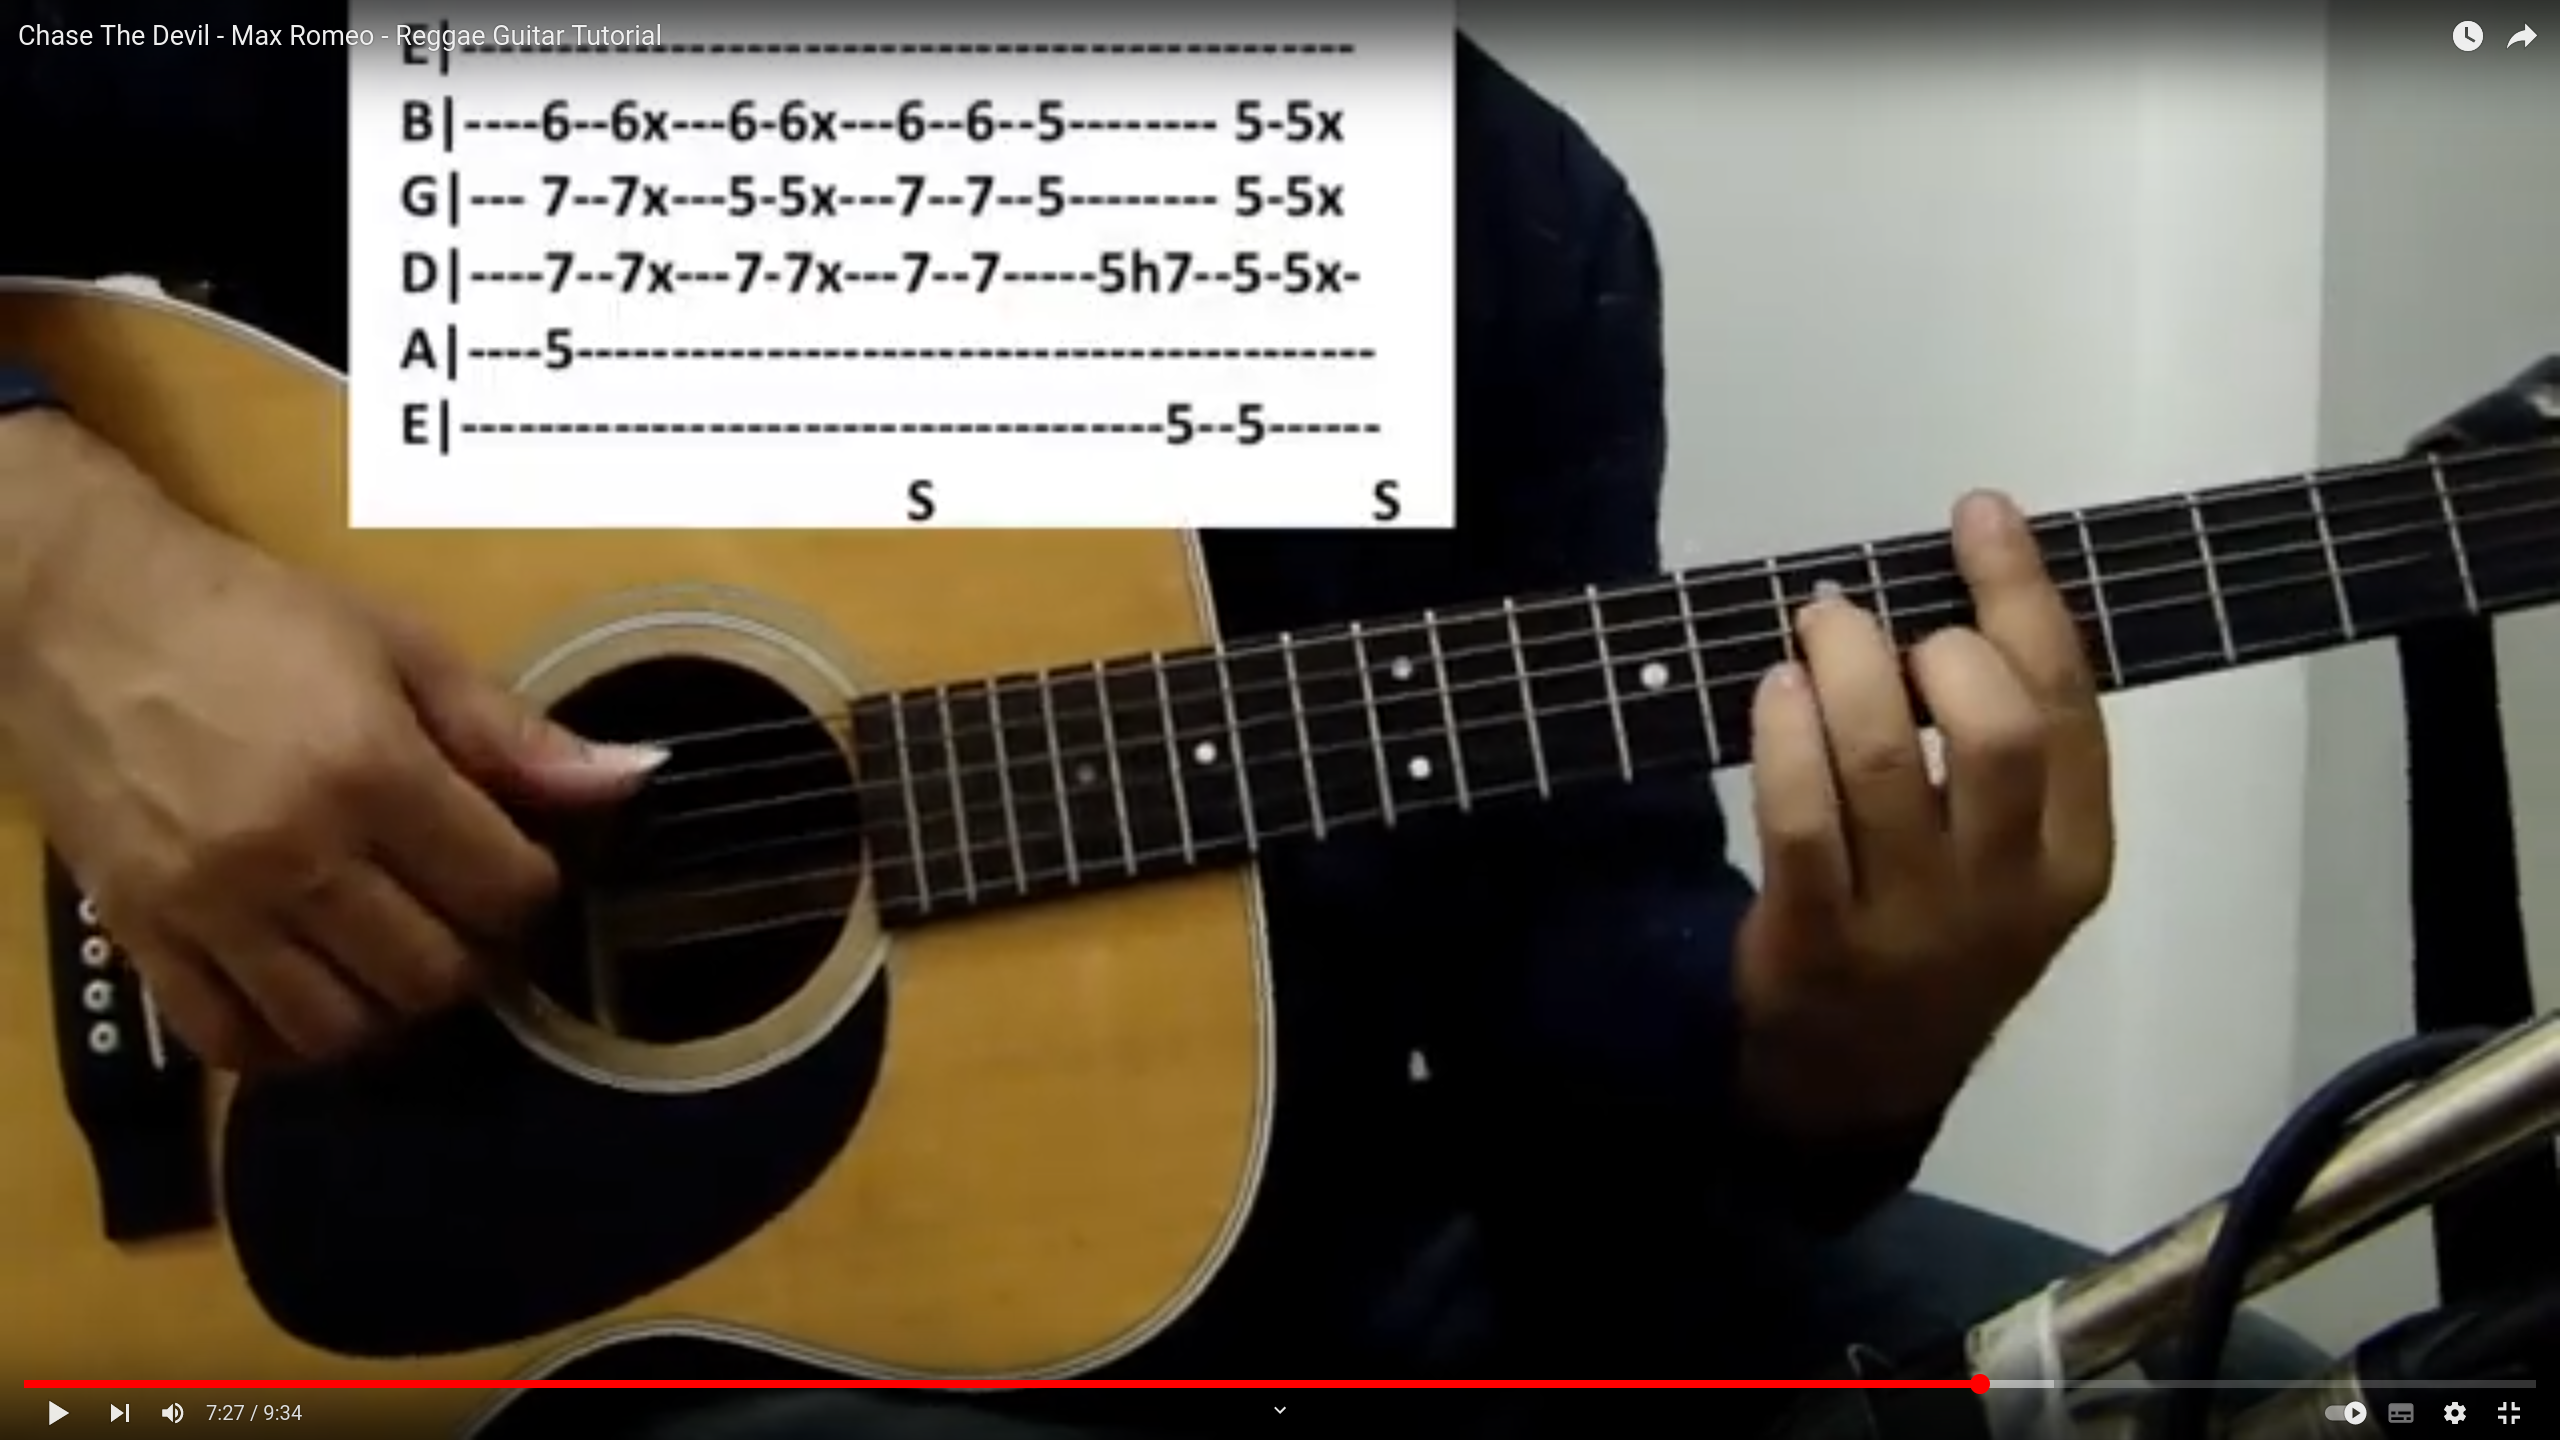 Chase The Devil - Max Romeo - Reggae Guitar Tutorial
E|----------------------------------------------
B|----6--6x---6-6x---6--6--5-------- 5-5x
G|--- 7--7x---5-5x---7--7--5-------- 5-5x
D|----7--7x---7-7x---7--7-----5h7--5-5x-
A|----5------------------------------------------
E|-------------------------------------5--5------
S S
7:27 / 9:34